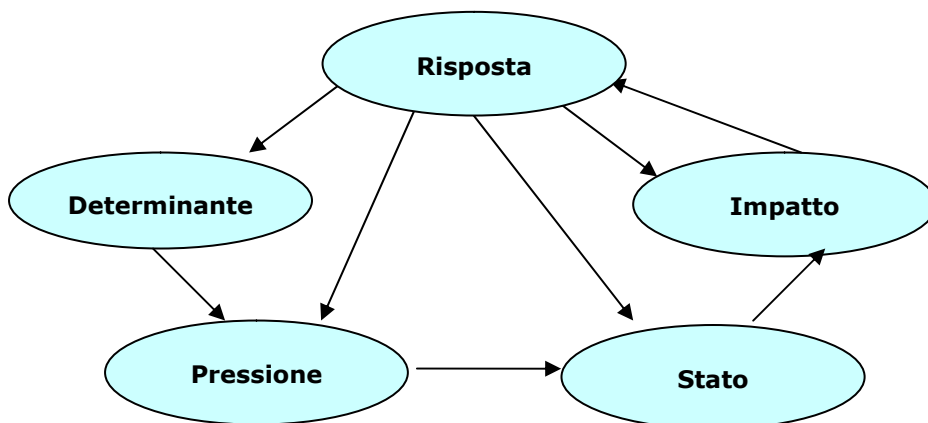 Risposta
Determinante
Impatto
Pressione
Stato